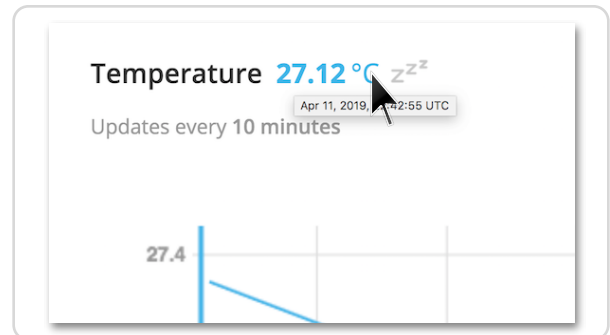 Temperature 27.12 °C zzz
Apr 11, 2019, :42:55 UTC
Updates every 10 minutes
27.4